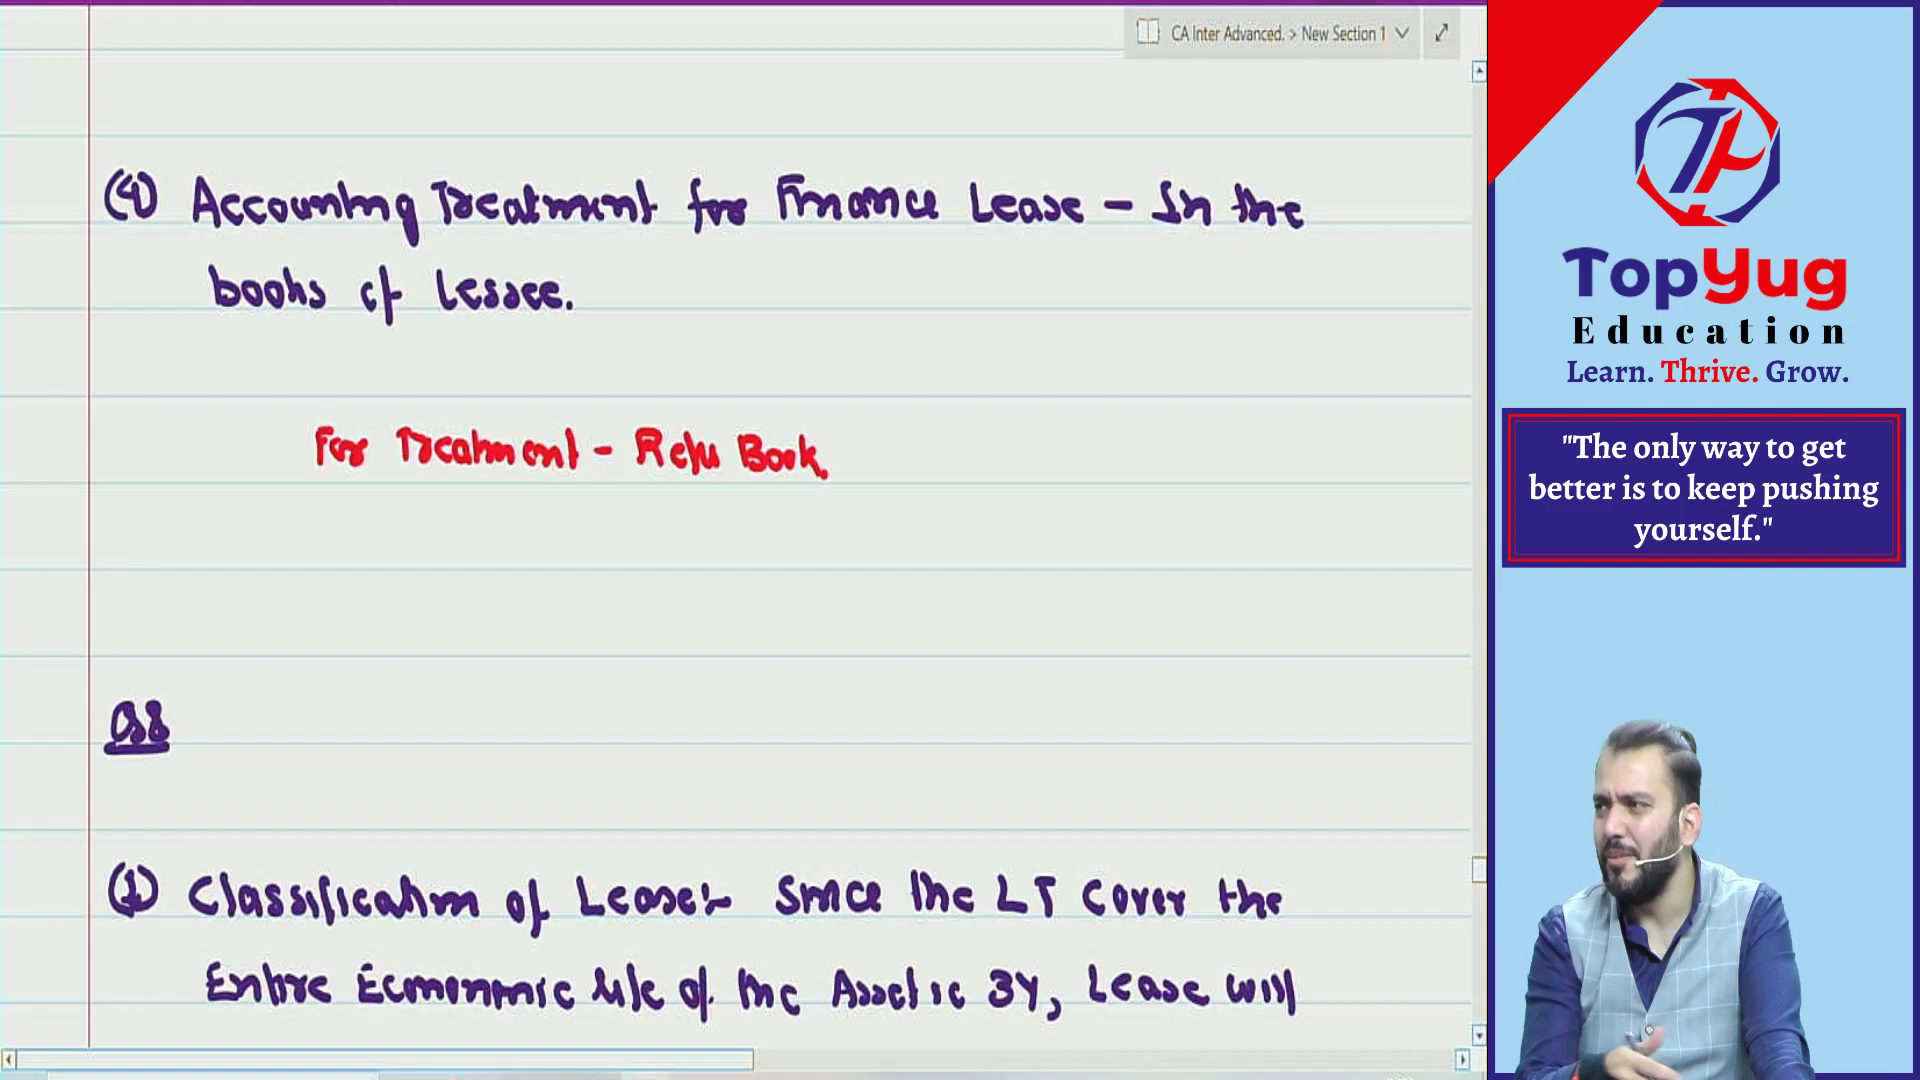 CA Inter Advanced. > New Section 1
(4) Accounting Treatment for Finance Lease - In the
books of Lessee.
For Treatment - Refer Book.
Q8
(1) Classification of Lease:- Since the LT cover the
Entire Economic life of the Asset ie 3Y, Lease will
TopYug
Education
Learn. Thrive. Grow.
"The only way to get
better is to keep pushing
yourself."